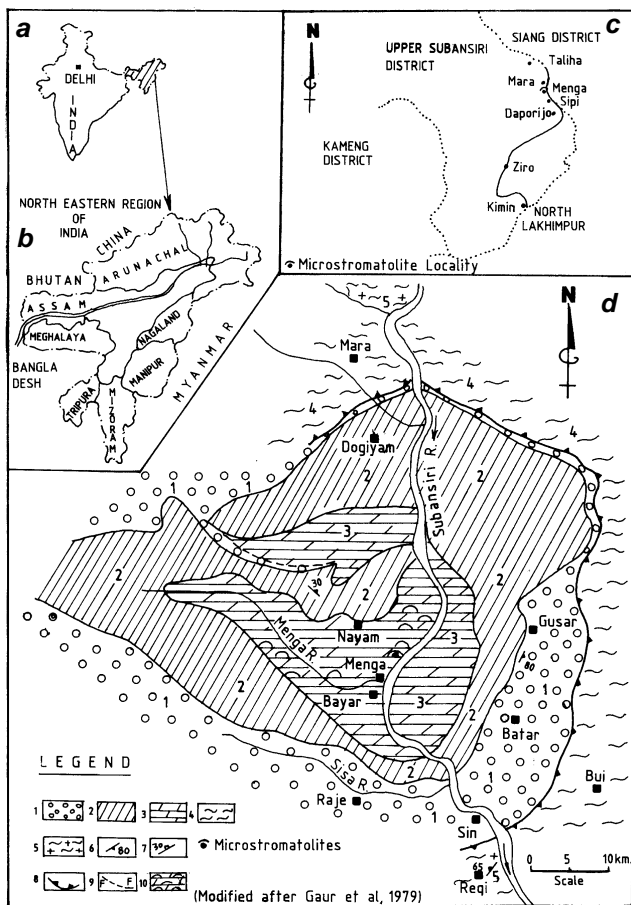 a
DELHI
INDIA
NORTH EASTERN REGION
OF
INDIA
b
CHINA
BHUTAN
ARUNACHAL
ASSAM
MEGHALAYA
NAGALAND
BANGLA
DESH
MANIPUR
TRIPURA
MIZORAM
MYANMAR
c
N
SIANG DISTRICT
UPPER SUBANSIRI
DISTRICT
Taliha
Mara
Menga
Sipi
Daporijo
KAMENG
DISTRICT
Ziro
Kimin
NORTH
LAKHIMPUR
Microstromatolite Locality
d
N
5
Mara
4
4
4
Dogiyam
1
2
2
Subansiri R.
3
2
30
2
Gusar
Nayam
3
80
Menga R.
Menga
1
1
2
Bayar
3
2
Batar
2
1
Bui
LEGEND
Sisa R.
Raje
1
Sin
1 2 3 4
5 6 80 7 30 Microstromatolites
65 5
Reqi
0 5 10km.
Scale
8 9 F F 10
(Modified after Gaur et al, 1979)